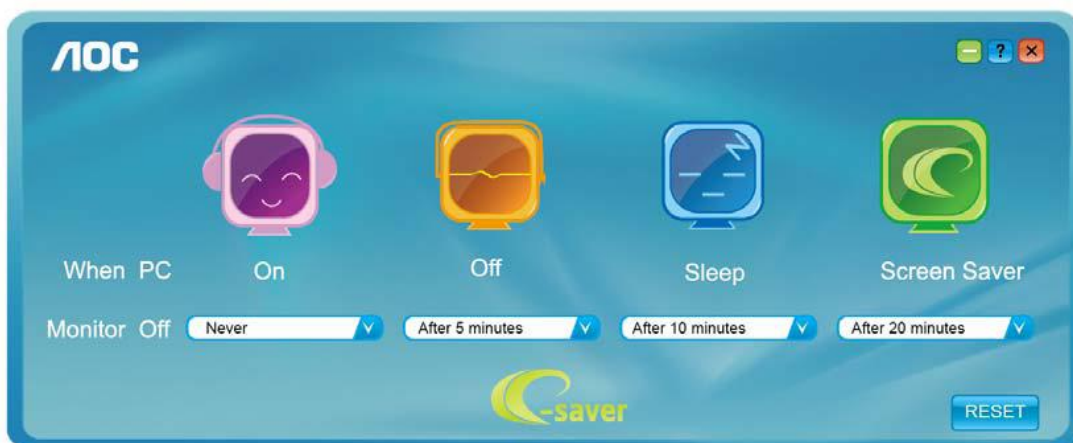 AOC
?
When PC On Off Sleep Screen Saver
Monitor Off Never After 5 minutes After 10 minutes After 20 minutes
e-saver
RESET